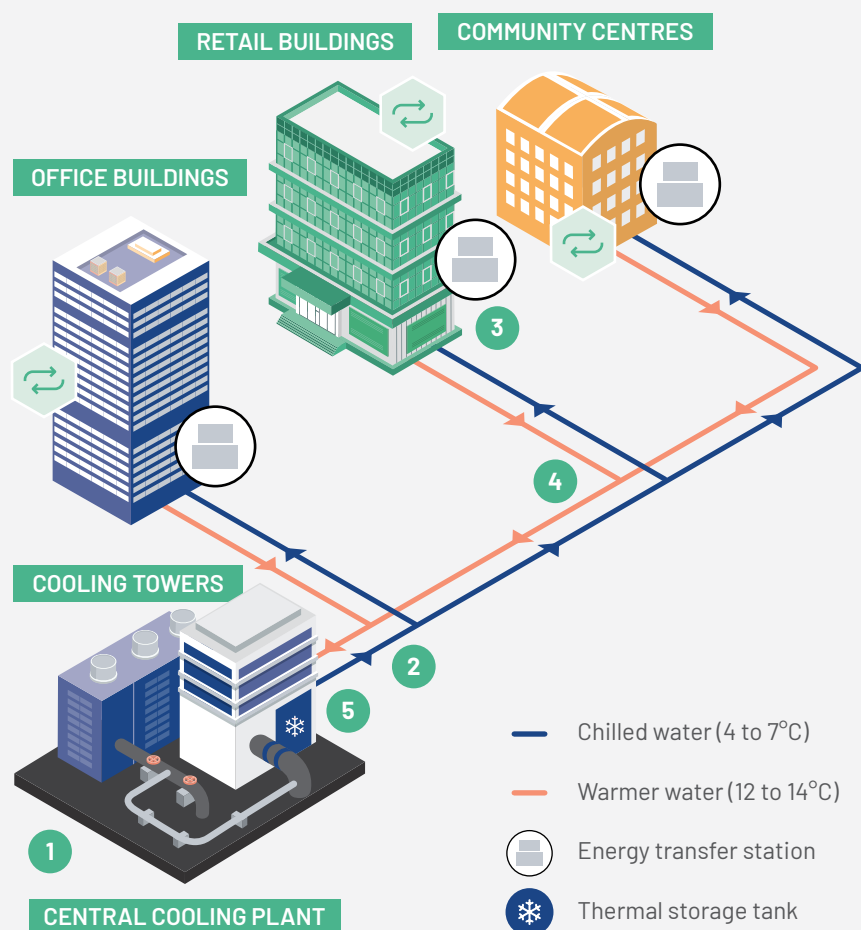 RETAIL BUILDINGS
COMMUNITY CENTRES
OFFICE BUILDINGS
3
4
COOLING TOWERS
2
5
1
CENTRAL COOLING PLANT
Chilled water (4 to 7°C)
Warmer water (12 to 14°C)
Energy transfer station
Thermal storage tank